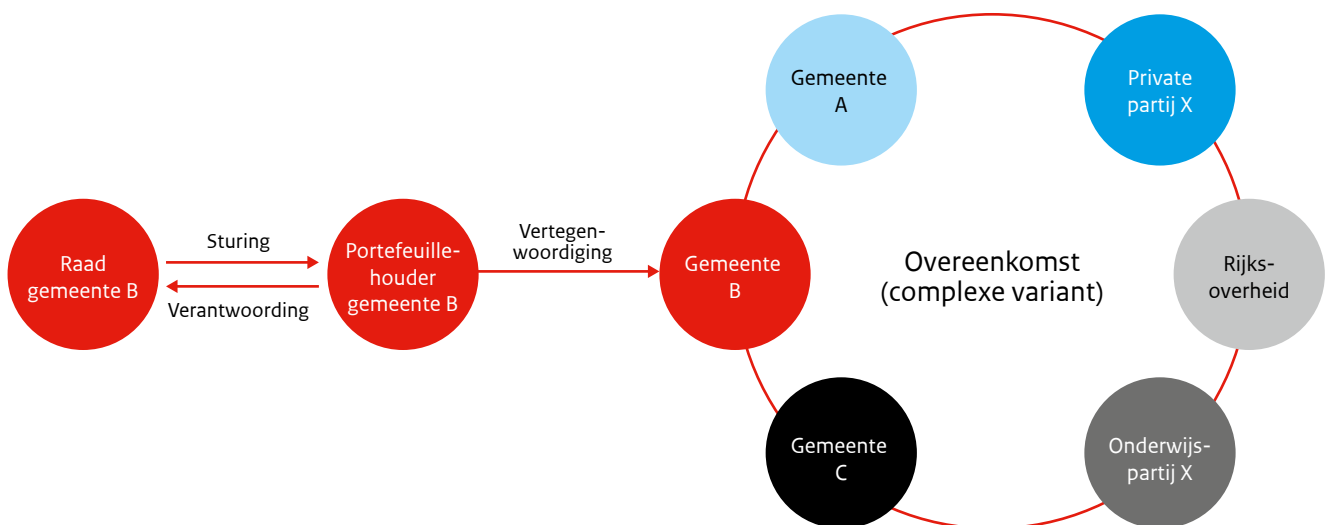 Gemeente
A
Private
partij X
Raad
gemeente B
Sturing
Verantwoording
Portefeuille-
houder
gemeente B
Vertegen-
woordiging
Gemeente
B
Overeenkomst
(complexe variant)
Rijks-
overheid
Gemeente
C
Onderwijs-
partij X